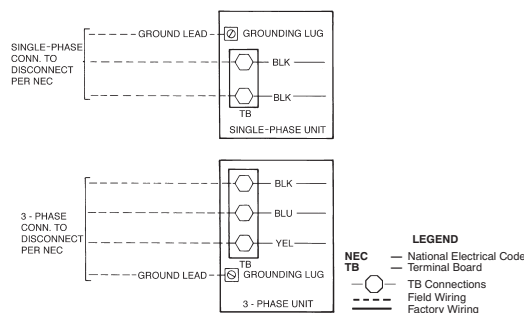 GROUND LEAD
GROUNDING LUG
SINGLE-PHASE
CONN. TO
DISCONNECT
PER NEC
BLK
BLK
TB
SINGLE-PHASE UNIT
BLK
BLU
YEL
3 - PHASE
CONN. TO
DISCONNECT
PER NEC
TB
GROUND LEAD
GROUNDING LUG
3 - PHASE UNIT
LEGEND
NEC — National Electrical Code
TB — Terminal Board
TB Connections
Field Wiring
Factory Wiring